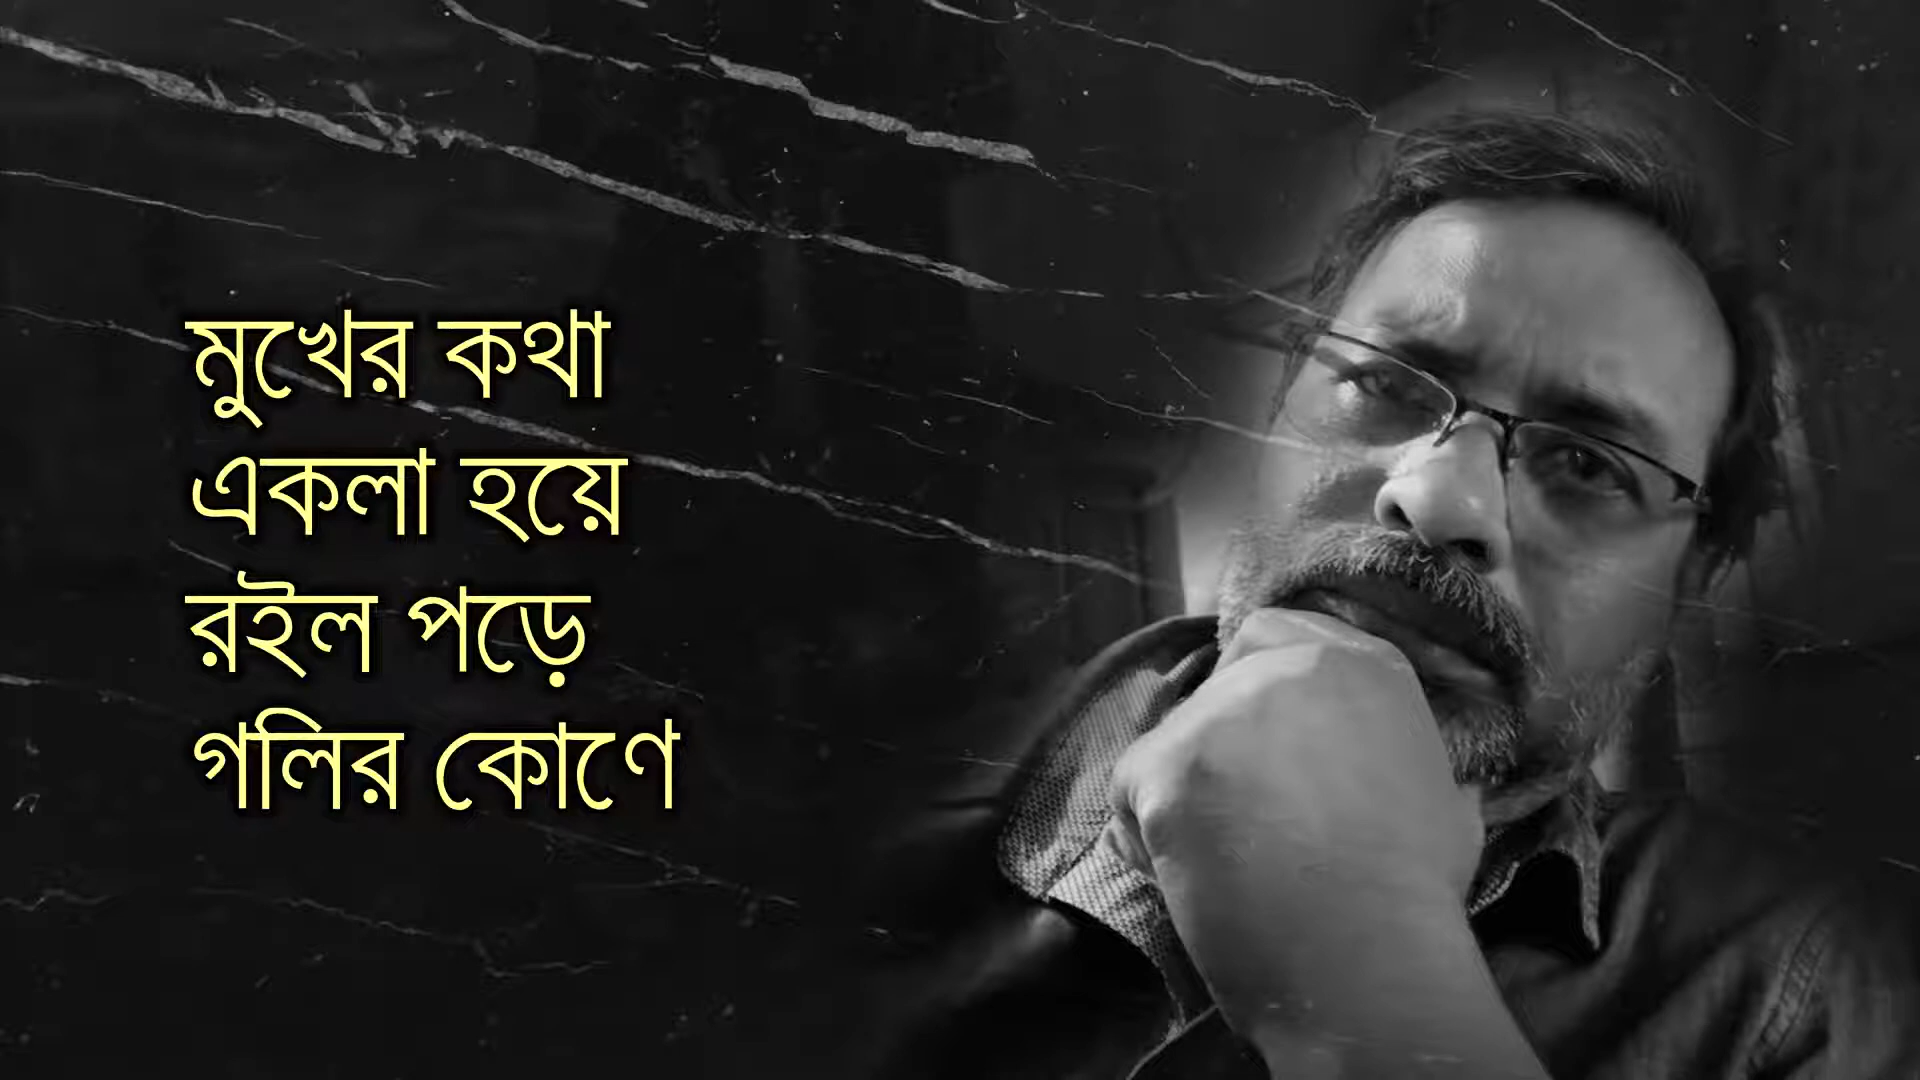 মুখের কথা
একলা হয়ে
রইল পড়ে
গলির কোণে